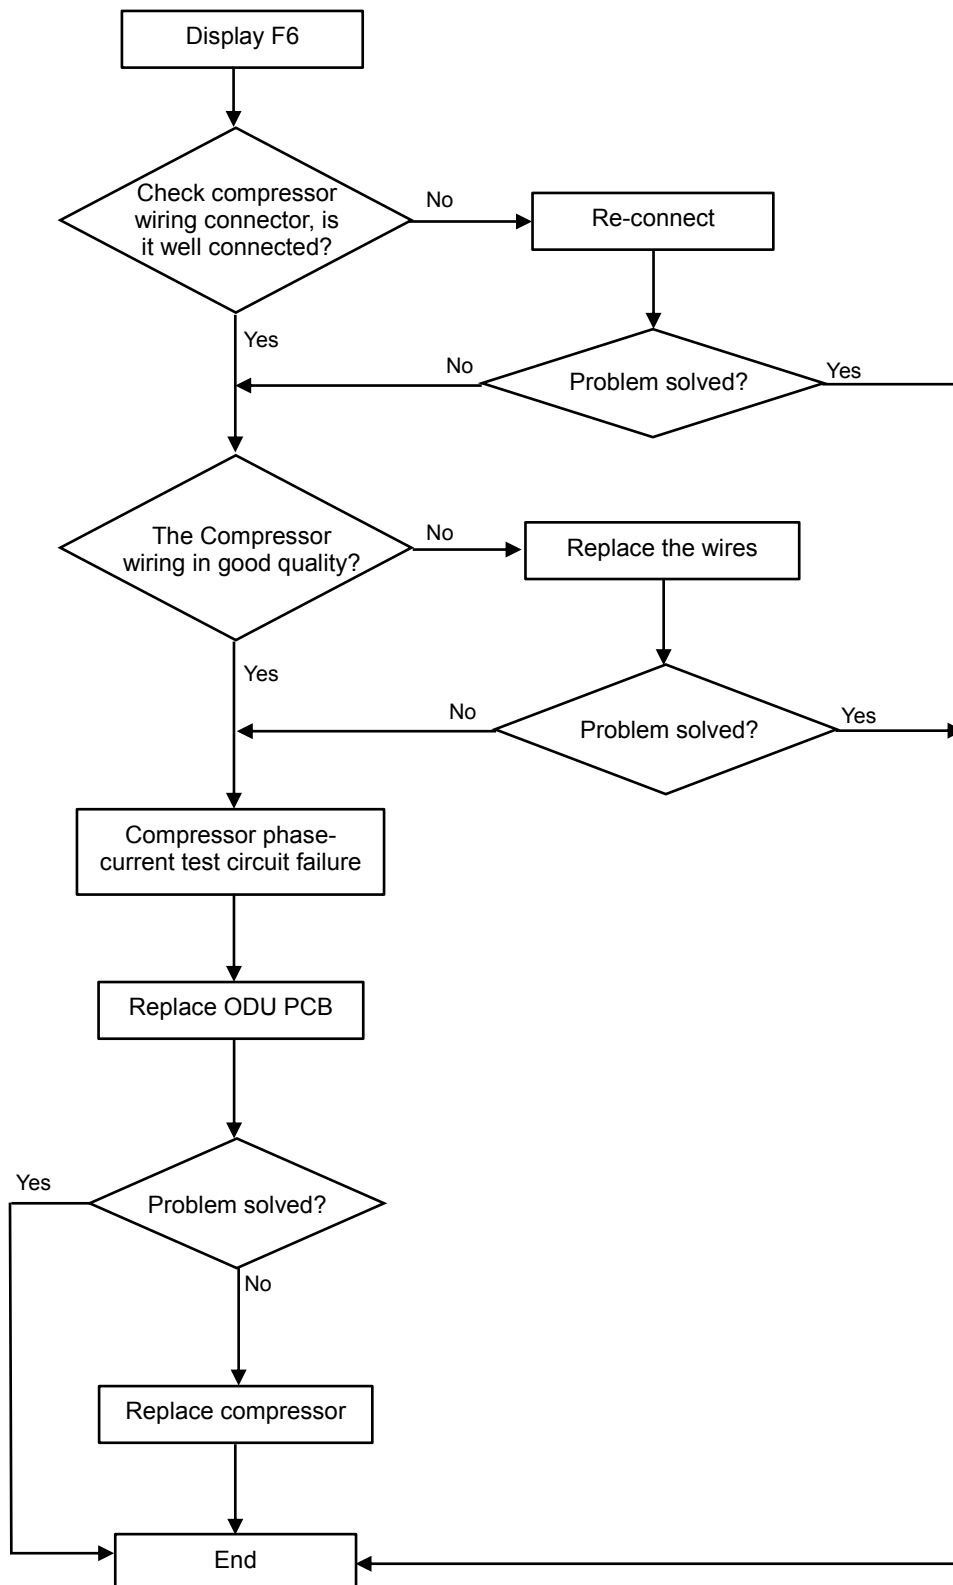 Display F6
Check compressor
wiring connector, is
it well connected?
No
Re-connect
Yes
No
Problem solved?
Yes
The Compressor
wiring in good quality?
No
Replace the wires
Yes
No
Problem solved?
Yes
Compressor phase-
current test circuit failure
Replace ODU PCB
Yes
Problem solved?
No
Replace compressor
End